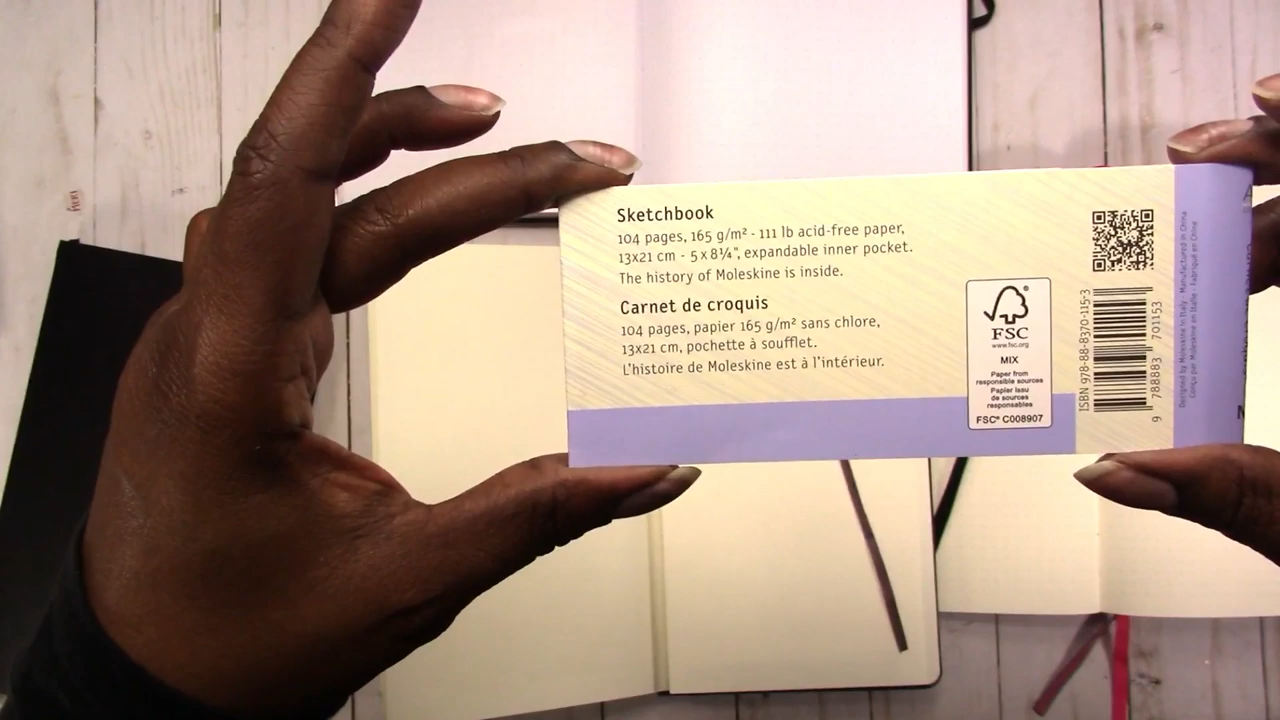 Sketchbook
104 pages, 165 g/m² - 111 lb acid-free paper,
13x21 cm - 5 x 8¼", expandable inner pocket.
The history of Moleskine is inside.
Carnet de croquis
104 pages, papier 165 g/m² sans chlore,
13x21 cm, pochette à soufflet.
L'histoire de Moleskine est à l'intérieur.
FSC
www.fsc.org
MIX
Paper from
responsible sources
Papier issu
de sources
responsables
FSC® C008907
ISBN 978-88-8370-115-3
9 788883 701153
Designed by Moleskine in Italy - Manufactured in China
Conçu par Moleskine en Italie - Fabriqué en Chine